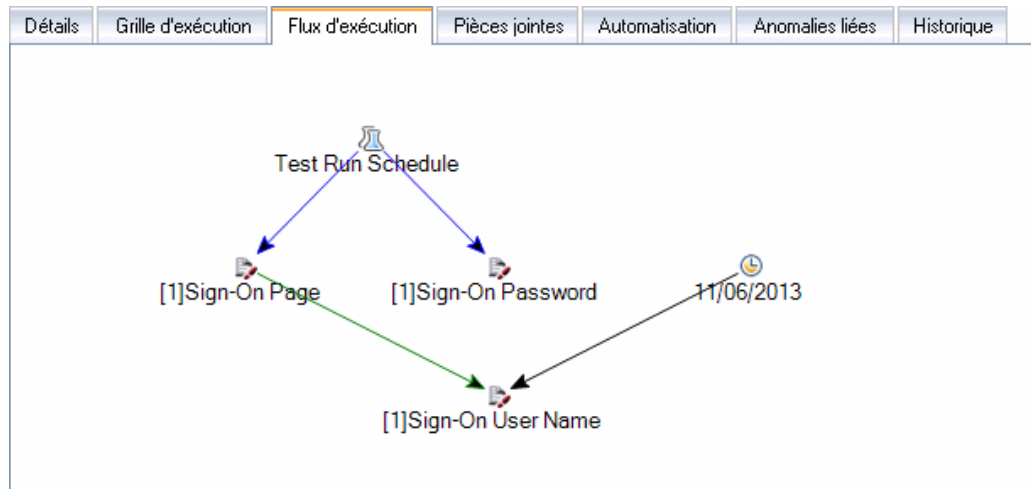 Détails Grille d'exécution Flux d'exécution Pièces jointes Automatisation Anomalies liées Historique
Test Run Schedule
[1]Sign-On Page [1]Sign-On Password 11/06/2013
[1]Sign-On User Name